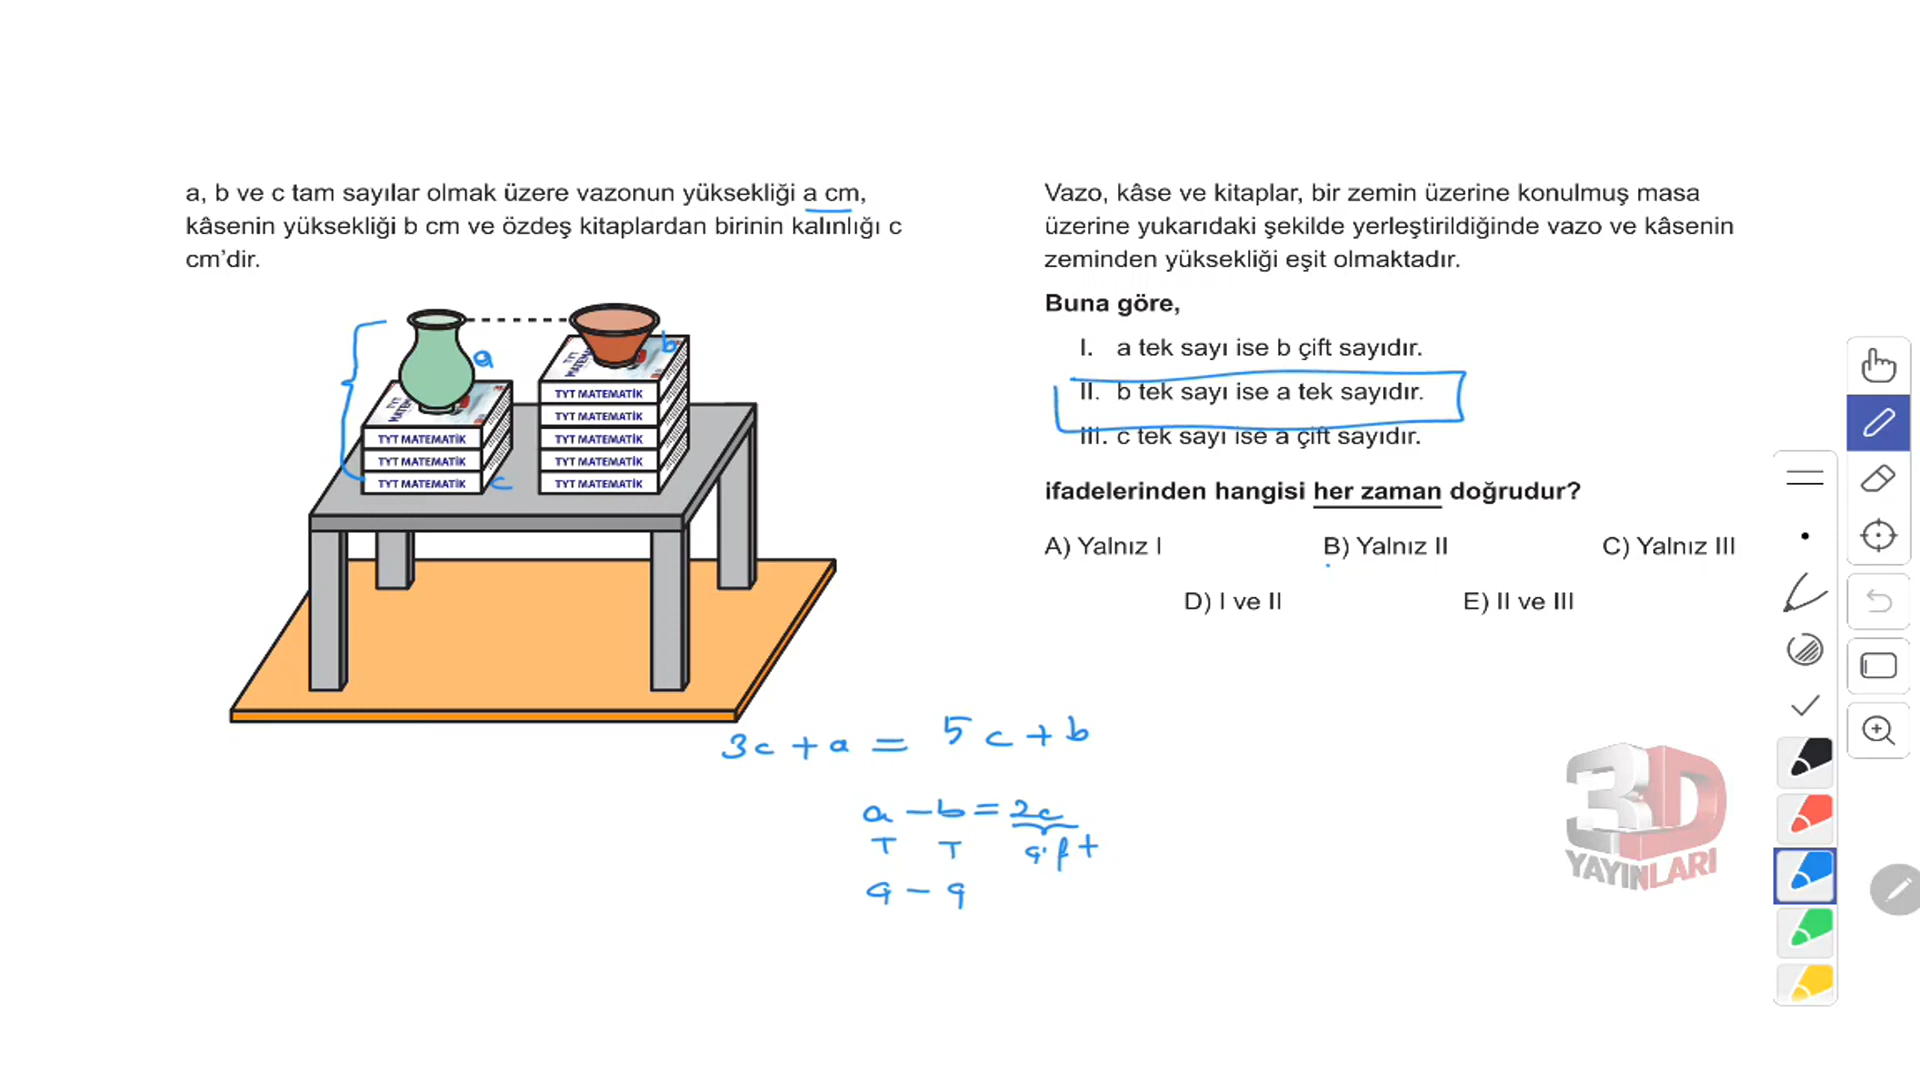 a, b ve c tam sayılar olmak üzere vazonun yüksekliği a cm,
kâsenin yüksekliği b cm ve özdeş kitaplardan birinin kalınlığı c
cm’dir.
a
b
TYT MATEMATİK
TYT MATEMATİK
TYT MATEMATİK
c
TYT
TYT MATEMATİK
TYT MATEMATİK
TYT MATEMATİK
TYT MATEMATİK
TYT MATEMATİK
3c + a = 5c + b
a - b = 2c
T T çift
ç - ç
Vazo, kâse ve kitaplar, bir zemin üzerine konulmuş masa
üzerine yukarıdaki şekilde yerleştirildiğinde vazo ve kâsenin
zeminden yüksekliği eşit olmaktadır.
Buna göre,
I. a tek sayı ise b çift sayıdır.
II. b tek sayı ise a tek sayıdır.
III. c tek sayı ise a çift sayıdır.
ifadelerinden hangisi her zaman doğrudur?
A) Yalnız I B) Yalnız II C) Yalnız III
D) I ve II E) II ve III
3D
YAYINLARI